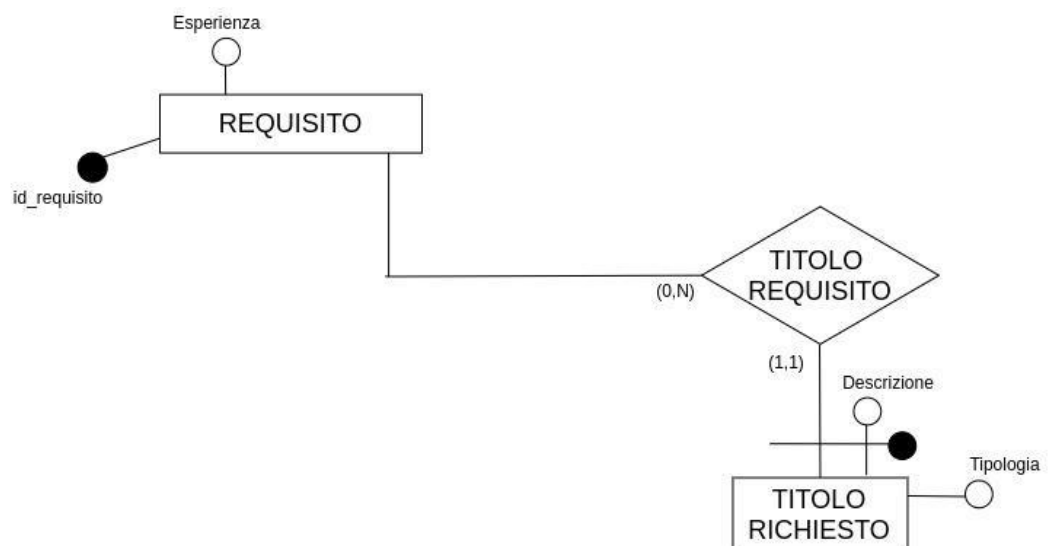 Esperienza
REQUISITO
id_requisito
TITOLO
REQUISITO
(0,N)
(1,1)
Descrizione
Tipologia
TITOLO
RICHIESTO